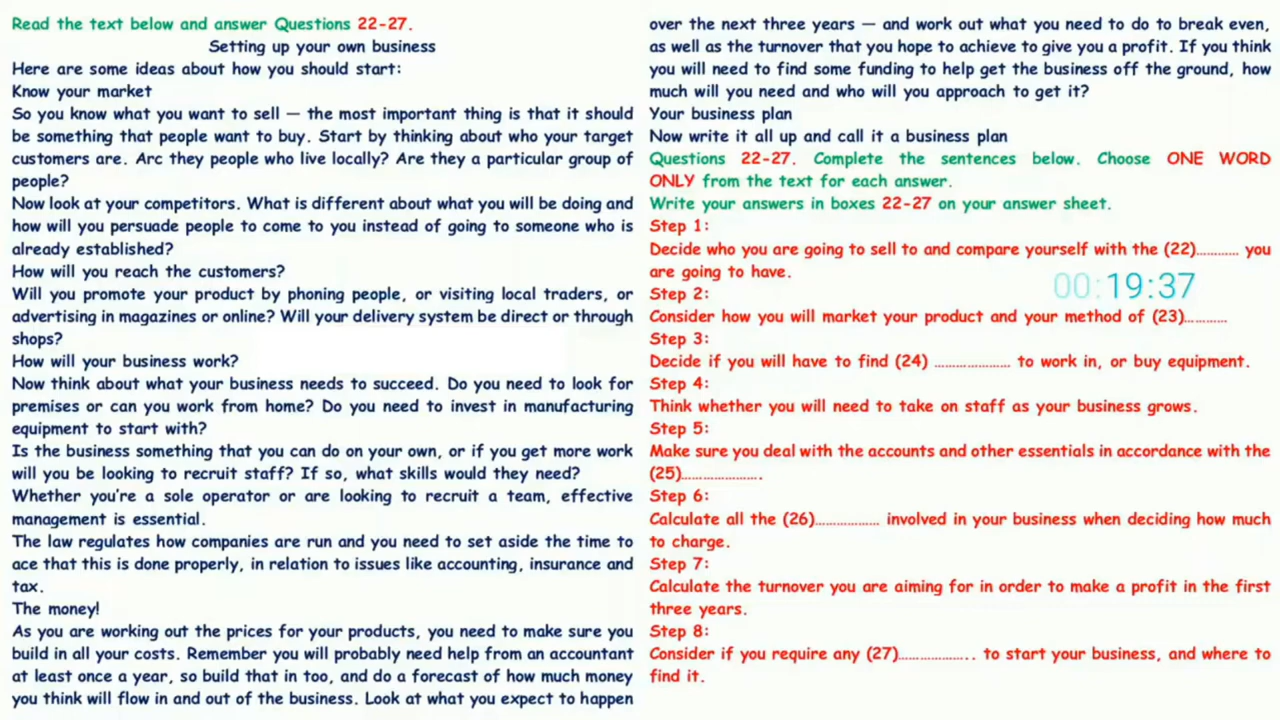 Read the text below and answer Questions 22-27.
Setting up your own business
Here are some ideas about how you should start:
Know your market
So you know what you want to sell — the most important thing is that it should
be something that people want to buy. Start by thinking about who your target
customers are. Arc they people who live locally? Are they a particular group of
people?
Now look at your competitors. What is different about what you will be doing and
how will you persuade people to come to you instead of going to someone who is
already established?
How will you reach the customers?
Will you promote your product by phoning people, or visiting local traders, or
advertising in magazines or online? Will your delivery system be direct or through
shops?
How will your business work?
Now think about what your business needs to succeed. Do you need to look for
premises or can you work from home? Do you need to invest in manufacturing
equipment to start with?
Is the business something that you can do on your own, or if you get more work
will you be looking to recruit staff? If so, what skills would they need?
Whether you're a sole operator or are looking to recruit a team, effective
management is essential.
The law regulates how companies are run and you need to set aside the time to
ace that this is done properly, in relation to issues like accounting, insurance and
tax.
The money!
As you are working out the prices for your products, you need to make sure you
build in all your costs. Remember you will probably need help from an accountant
at least once a year, so build that in too, and do a forecast of how much money
you think will flow in and out of the business. Look at what you expect to happen
over the next three years — and work out what you need to do to break even,
as well as the turnover that you hope to achieve to give you a profit. If you think
you will need to find some funding to help get the business off the ground, how
much will you need and who will you approach to get it?
Your business plan
Now write it all up and call it a business plan
Questions 22-27. Complete the sentences below. Choose ONE WORD
ONLY from the text for each answer.
Write your answers in boxes 22-27 on your answer sheet.
Step 1:
Decide who you are going to sell to and compare yourself with the (22)………… you
are going to have.
00:19:37
Step 2:
Consider how you will market your product and your method of (23)…………
Step 3:
Decide if you will have to find (24) ………………… to work in, or buy equipment.
Step 4:
Think whether you will need to take on staff as your business grows.
Step 5:
Make sure you deal with the accounts and other essentials in accordance with the
(25)………………….
Step 6:
Calculate all the (26)……………… involved in your business when deciding how much
to charge.
Step 7:
Calculate the turnover you are aiming for in order to make a profit in the first
three years.
Step 8:
Consider if you require any (27)……………….. to start your business, and where to
find it.